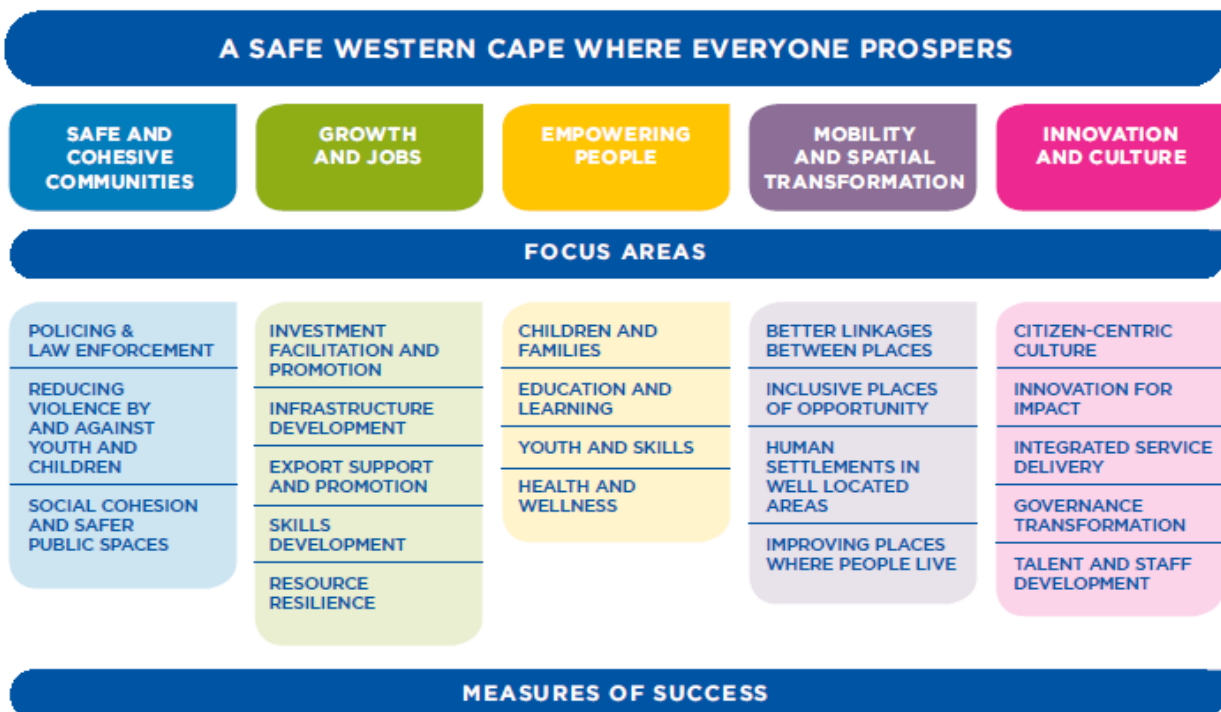 A SAFE WESTERN CAPE WHERE EVERYONE PROSPERS
SAFE AND
COHESIVE
COMMUNITIES
GROWTH
AND JOBS
EMPOWERING
PEOPLE
MOBILITY
AND SPATIAL
TRANSFORMATION
INNOVATION
AND CULTURE
FOCUS AREAS
POLICING &
LAW ENFORCEMENT
REDUCING
VIOLENCE BY
AND AGAINST
YOUTH AND
CHILDREN
SOCIAL COHESION
AND SAFER
PUBLIC SPACES
INVESTMENT
FACILITATION AND
PROMOTION
INFRASTRUCTURE
DEVELOPMENT
EXPORT SUPPORT
AND PROMOTION
SKILLS
DEVELOPMENT
RESOURCE
RESILIENCE
CHILDREN AND
FAMILIES
EDUCATION AND
LEARNING
YOUTH AND SKILLS
HEALTH AND
WELLNESS
BETTER LINKAGES
BETWEEN PLACES
INCLUSIVE PLACES
OF OPPORTUNITY
HUMAN
SETTLEMENTS IN
WELL LOCATED
AREAS
IMPROVING PLACES
WHERE PEOPLE LIVE
CITIZEN-CENTRIC
CULTURE
INNOVATION FOR
IMPACT
INTEGRATED SERVICE
DELIVERY
GOVERNANCE
TRANSFORMATION
TALENT AND STAFF
DEVELOPMENT
MEASURES OF SUCCESS